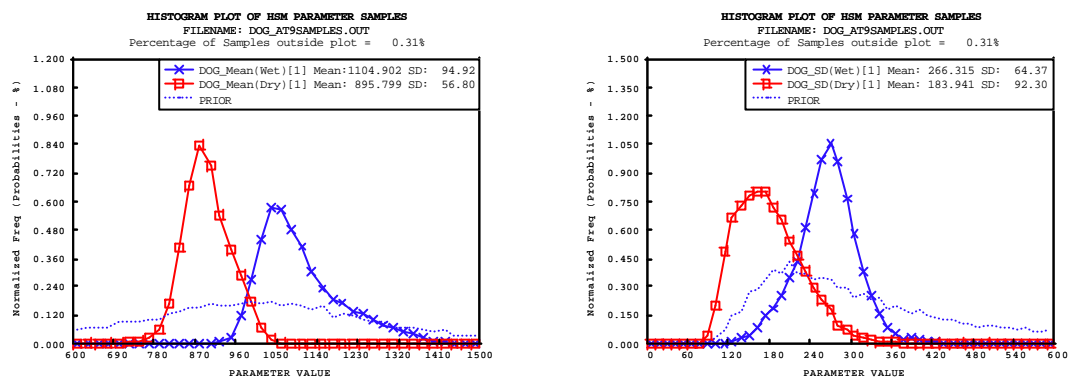 HISTOGRAM PLOT OF HSM PARAMETER SAMPLES
FILENAME: DOG_AT9SAMPLES.OUT
Percentage of Samples outside plot = 0.31%
DOG_Mean(Wet)[1] Mean:1104.902 SD: 94.92
DOG_Mean(Dry)[1] Mean: 895.799 SD: 56.80
PRIOR
Normalized Freq (Probabilities - %)
1.200
1.080
0.960
0.840
0.720
0.600
0.480
0.360
0.240
0.120
0.000
600 690 780 870 960 1050 1140 1230 1320 1410 1500
PARAMETER VALUE
HISTOGRAM PLOT OF HSM PARAMETER SAMPLES
FILENAME: DOG_AT9SAMPLES.OUT
Percentage of Samples outside plot = 0.31%
DOG_SD(Wet)[1] Mean: 266.315 SD: 64.37
DOG_SD(Dry)[1] Mean: 183.941 SD: 92.30
PRIOR
Normalized Freq (Probabilities - %)
1.500
1.350
1.200
1.050
0.900
0.750
0.600
0.450
0.300
0.150
0.000
0 60 120 180 240 300 360 420 480 540 600
PARAMETER VALUE